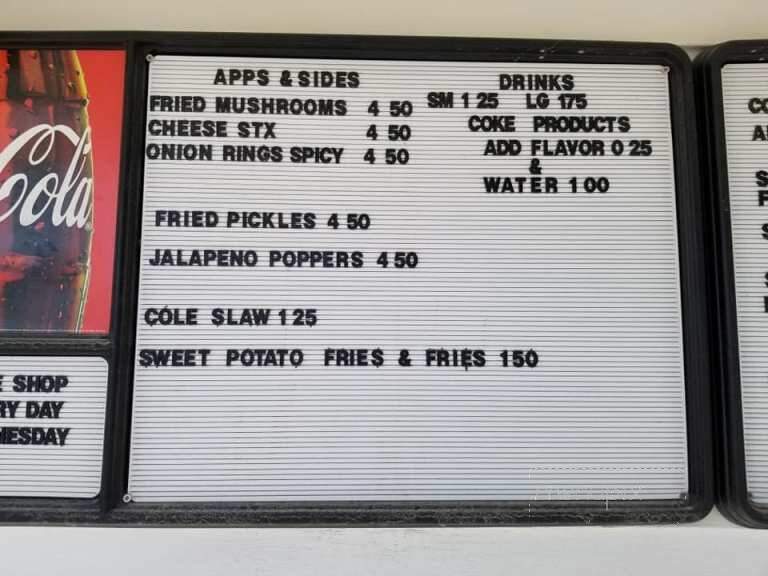 Cola
SHOP
RY DAY
NESDAY
APPS & SIDES
FRIED MUSHROOMS 4 50
CHEESE STX 4 50
ONION RINGS SPICY 4 50
FRIED PICKLES 4 50
JALAPENO POPPERS 4 50
COLE SLAW 1 25
SWEET POTATO FRIES & FRIES 1 50
DRINKS
SM 1 25 LG 175
COKE PRODUCTS
ADD FLAVOR 0 25
&
WATER 1 00